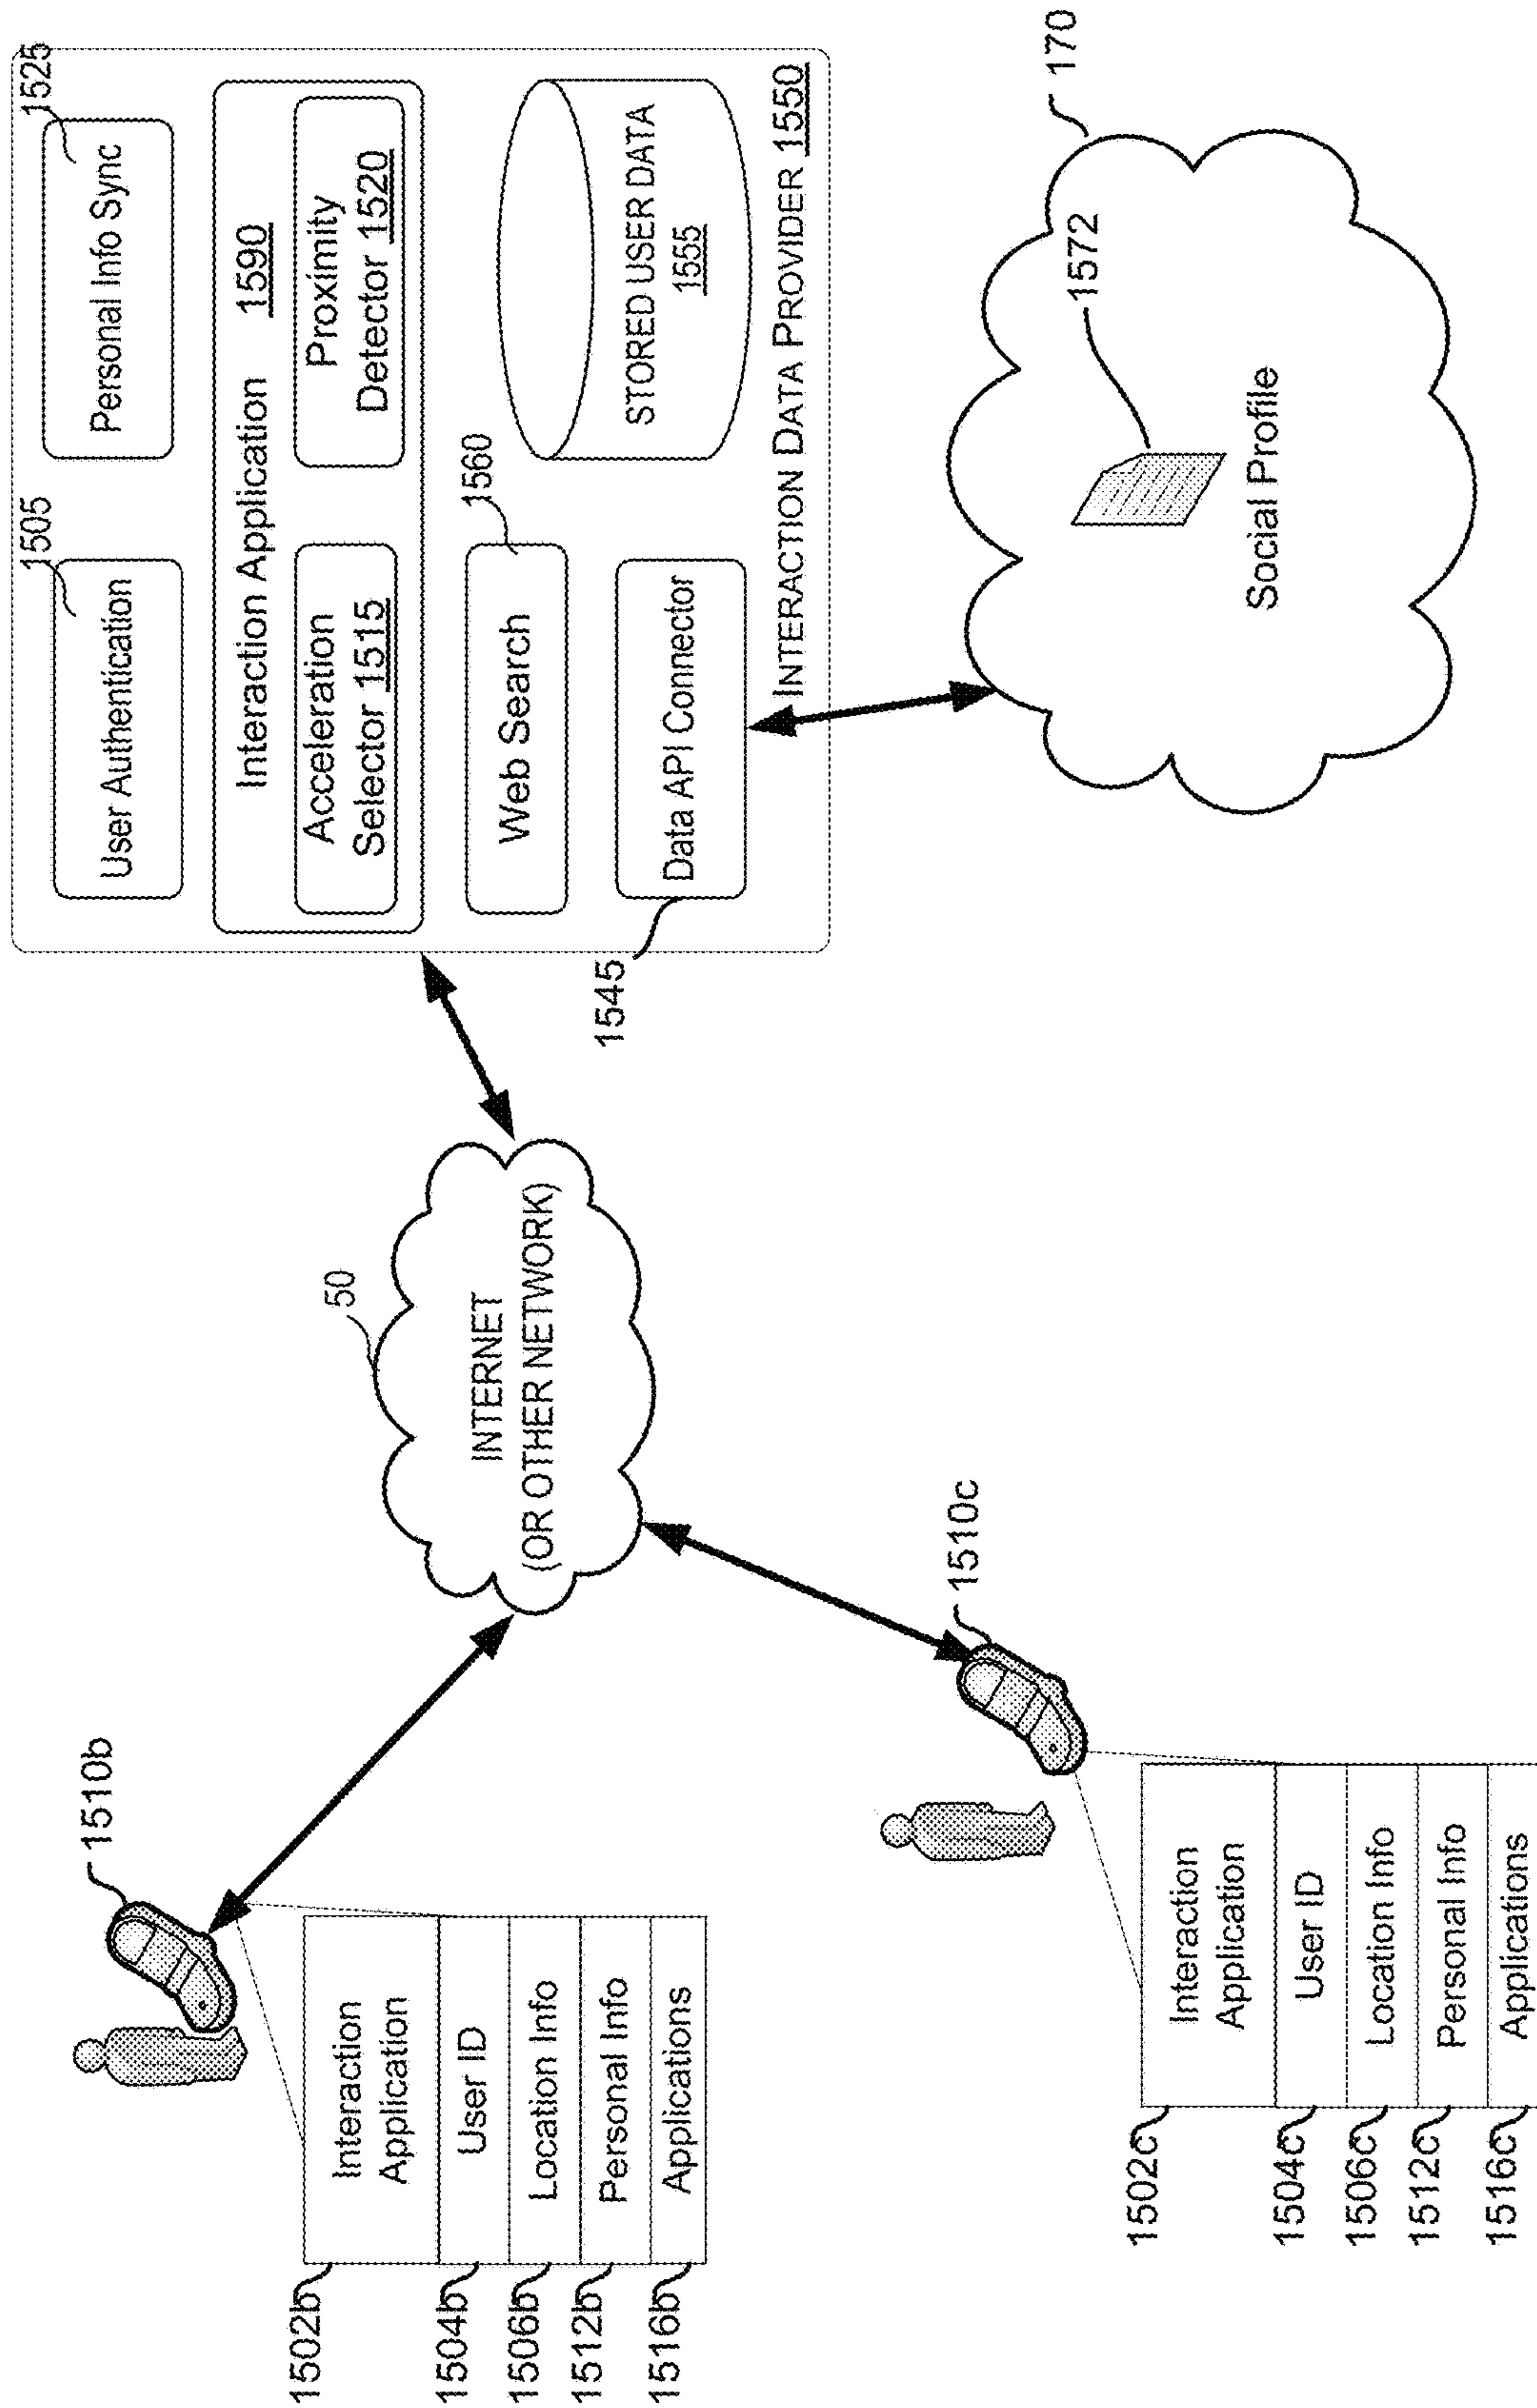 1510b
1502b
Interaction
Application
1504b
User ID
1506b
Location Info
1512b
Personal Info
1516b
Applications
1510c
1502c
Interaction
Application
1504c
User ID
1506c
Location Info
1512c
Personal Info
1516c
Applications
50
INTERNET
(OR OTHER NETWORK)
1505
User Authentication
1525
Personal Info Sync
Interaction Application 1590
Acceleration
Selector 1515
Proximity
Detector 1520
1560
Web Search
STORED USER DATA
1555
1545
Data API Connector
INTERACTION DATA PROVIDER 1550
170
1572
Social Profile